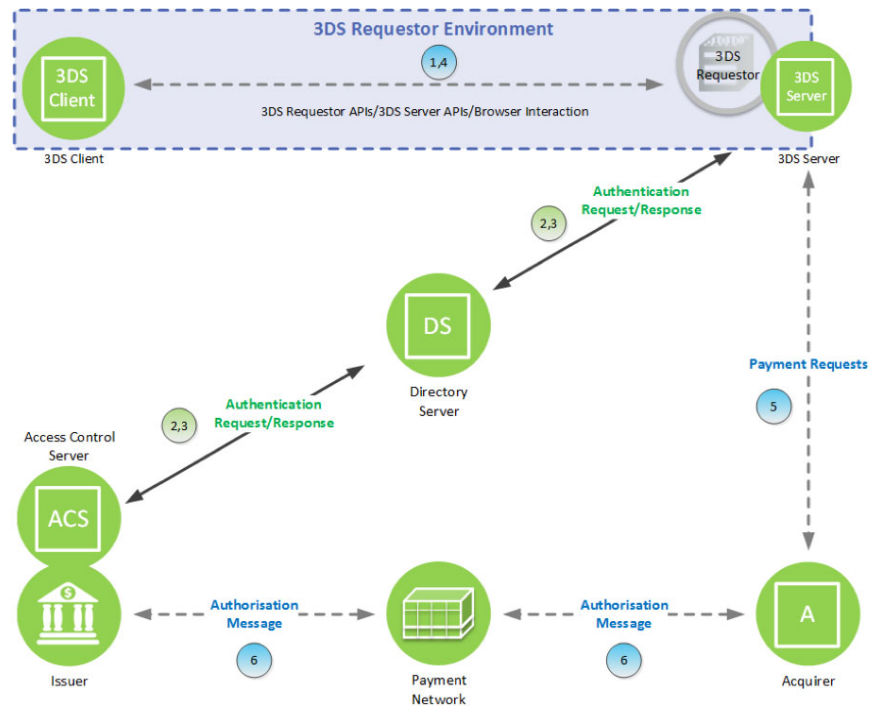 3DS Requestor Environment
3DS
Client
1,4
3DS
Requestor
3DS
Server
3DS Requestor APIs/3DS Server APIs/Browser Interaction
3DS Client
3DS Server
Authentication
Request/Response
2,3
DS
Directory
Server
Payment Requests
5
Authentication
Request/Response
2,3
Access Control
Server
ACS
$
Authorisation
Message
6
Authorisation
Message
6
A
Issuer
Payment
Network
Acquirer